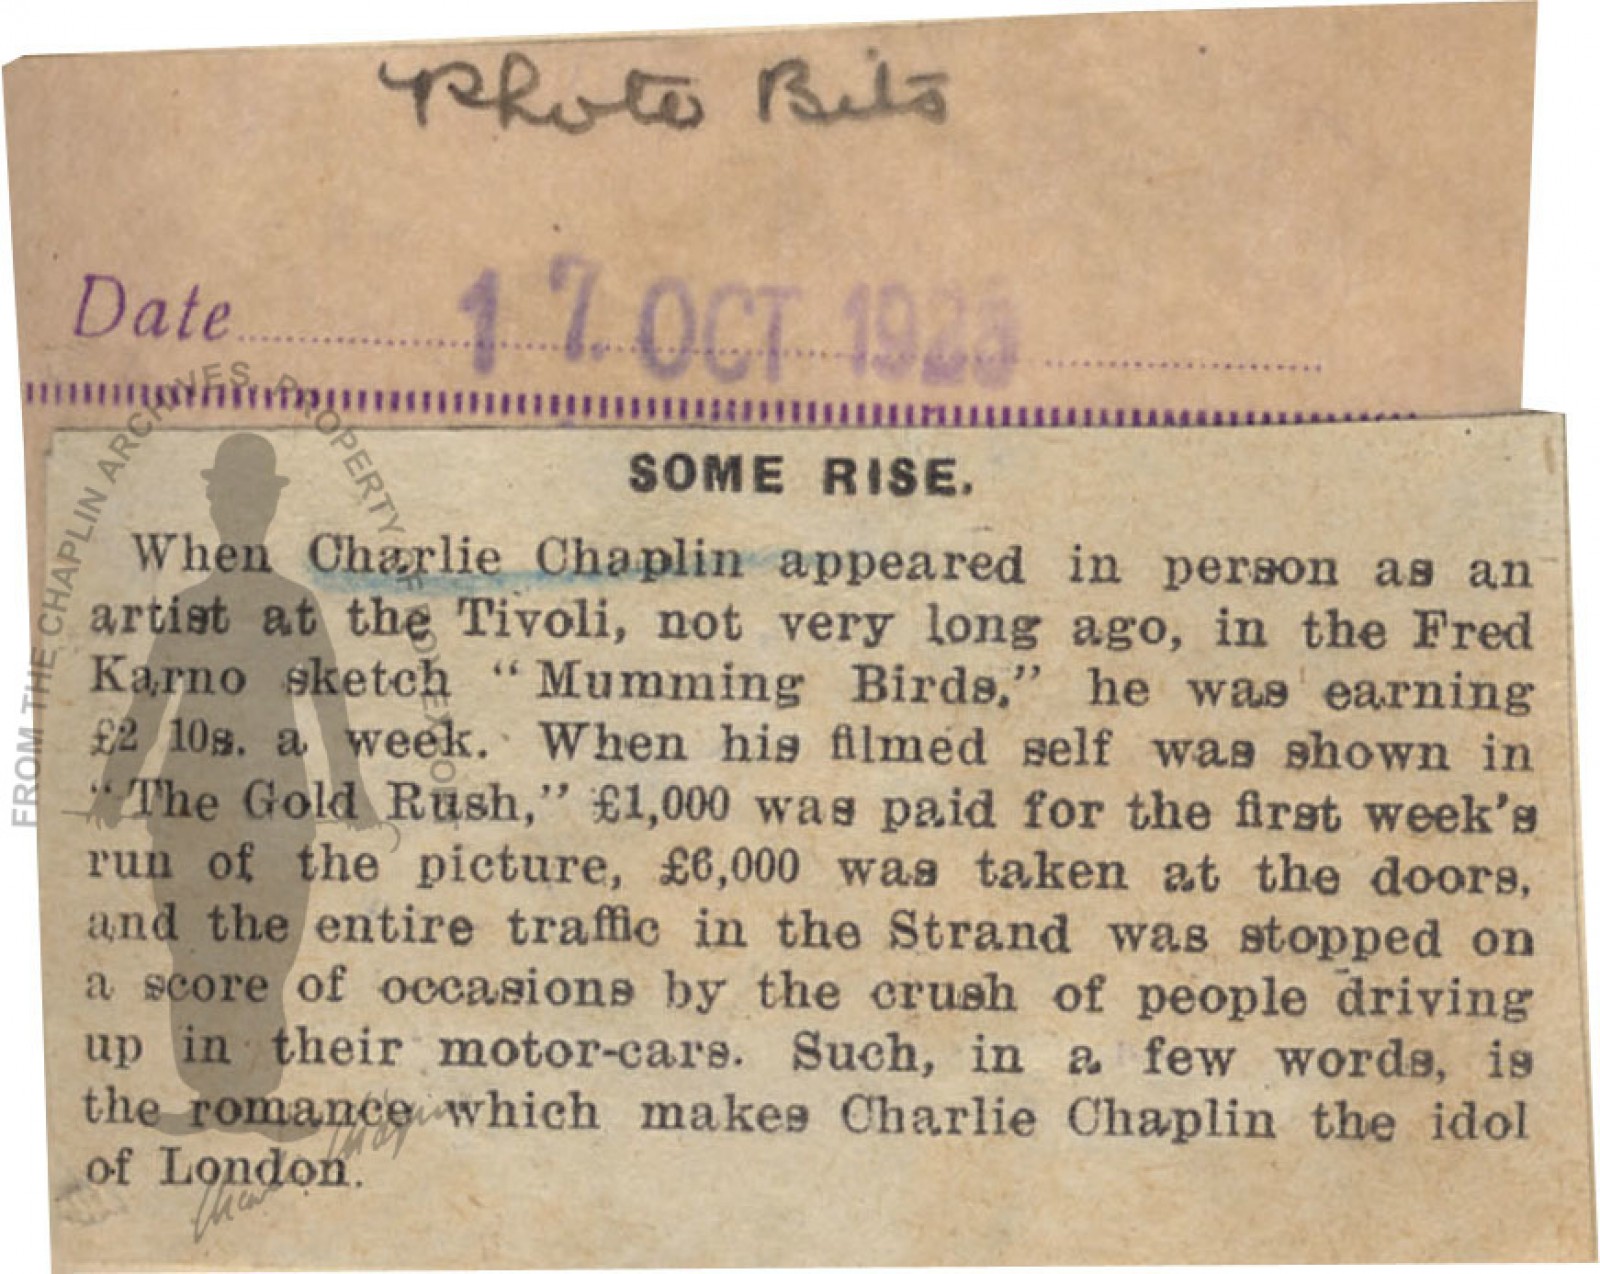 Photo Bits
Date 17 OCT 1925
SOME RISE.
When Charlie Chaplin appeared in person as an
artist at the Tivoli, not very long ago, in the Fred
Karno sketch "Mumming Birds," he was earning
£2 10s. a week. When his filmed self was shown in
"The Gold Rush," £1,000 was paid for the first week's
run of the picture, £6,000 was taken at the doors,
and the entire traffic in the Strand was stopped on
a score of occasions by the crush of people driving
up in their motor-cars. Such, in a few words, is
the romance which makes Charlie Chaplin the idol
of London.
FROM THE CHAPLIN ARCHIVES, PROPERTY OF ROY EXPORT